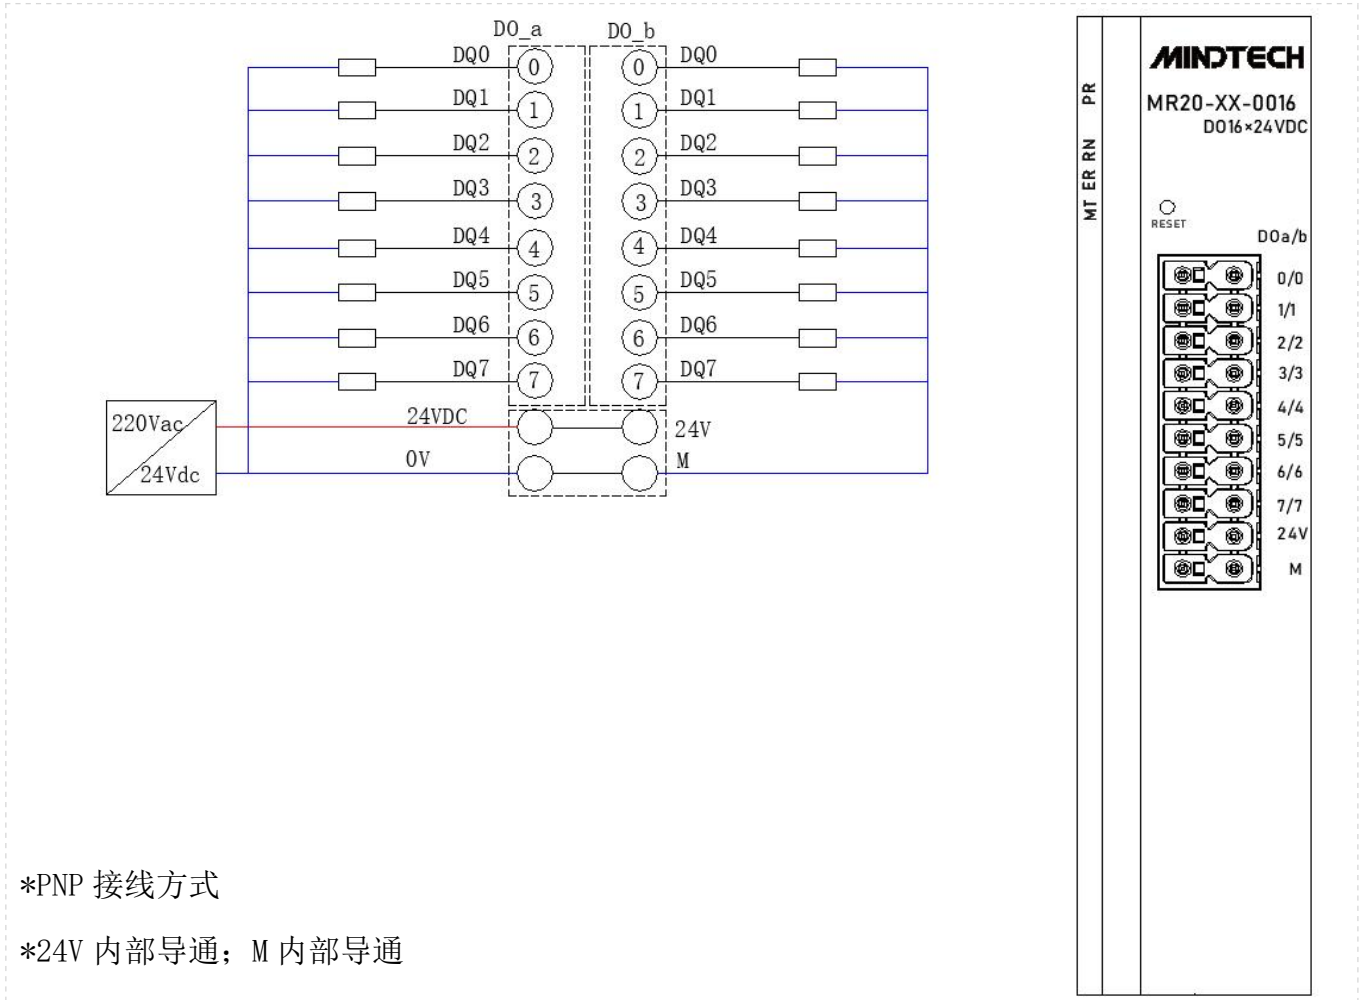 DO_a DO_b
DQ0 0 0 DQ0
DQ1 1 1 DQ1
DQ2 2 2 DQ2
DQ3 3 3 DQ3
DQ4 4 4 DQ4
DQ5 5 5 DQ5
DQ6 6 6 DQ6
DQ7 7 7 DQ7
220Vac 24VDC 24V
24Vdc 0V M
*PNP 接线方式
*24V 内部导通；M 内部导通
MT ER RN PR
MINDTECH
MR20-XX-0016
DO16×24VDC
RESET
DOa/b
0/0
1/1
2/2
3/3
4/4
5/5
6/6
7/7
24V
M